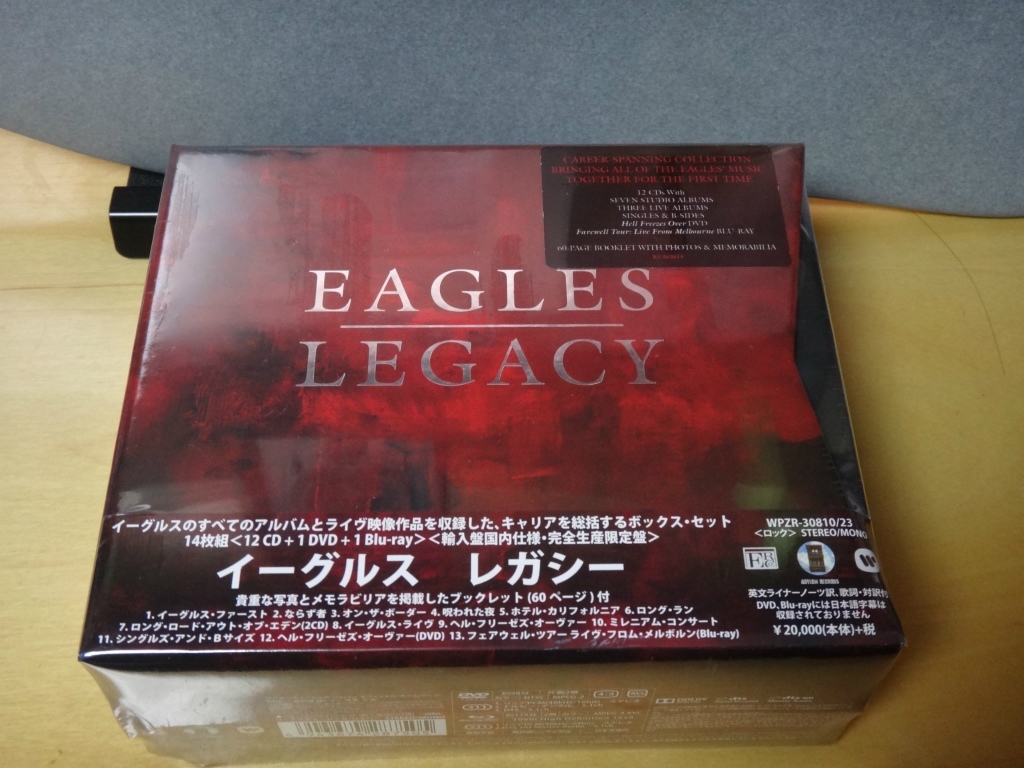 CAREER SPANNING COLLECTION
BRINGING ALL OF THE EAGLES' MUSIC
TOGETHER FOR THE FIRST TIME
12 CDs With
SEVEN STUDIO ALBUMS
THREE LIVE ALBUMS
SINGLES & B-SIDES
Hell Freezes Over DVD
Farewell Tour: Live From Melbourne BLU-RAY
60-PAGE BOOKLET WITH PHOTOS & MEMORABILIA
EAGLES
LEGACY
イーグルスのすべてのアルバムとライヴ映像作品を収録した、キャリアを総括するボックス・セット
14枚組<12 CD + 1 DVD + 1 Blu-ray><輸入盤国内仕様・完全生産限定盤>
イーグルス レガシー
貴重な写真とメモラビリアを掲載したブックレット(60 ページ)付
1. イーグルス・ファースト 2. ならず者 3. オン・ザ・ボーダー 4. 呪われた夜 5. ホテル・カリフォルニア 6. ロング・ラン
7. ロング・ロード・アウト・オブ・エデン(2CD) 8. イーグルス・ライヴ 9. ヘル・フリーゼズ・オーヴァー 10. ミレニアム・コンサート
11. シングルズ・アンド・Bサイズ 12. ヘル・フリーゼズ・オーヴァー(DVD) 13. フェアウェル・ツアー ライヴ・フロム・メルボルン(Blu-ray)
WPZR-30810/23
<ロック> STEREO/MONO
ASYLUM RECORDS
英文ライナーノーツ訳、歌詞・対訳付
DVD、Blu-rayには日本語字幕は
収録されておりません
¥20,000(本体)+税